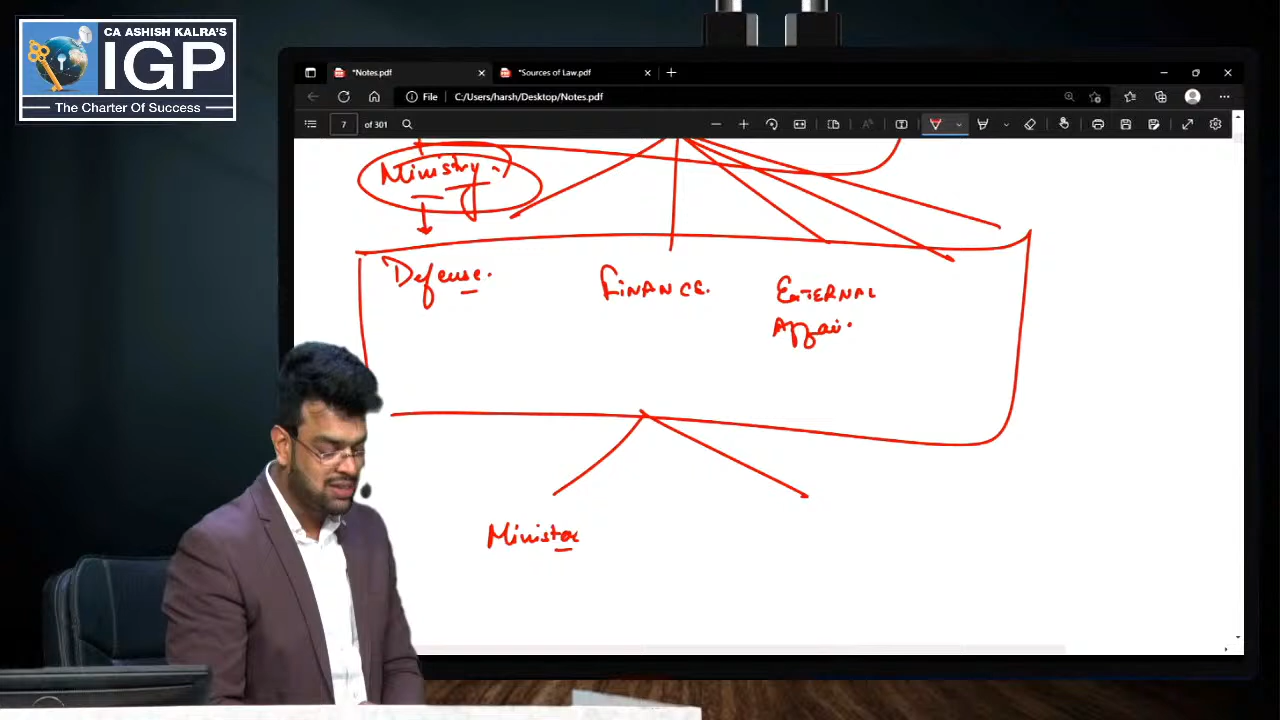 CA ASHISH KALRA'S
IGP
The Charter Of Success
*Notes.pdf
*Sources of Law.pdf
File
C:/Users/harsh/Desktop/Notes.pdf
7
of 301
Ministry
Defense.
FINANCE.
EXTERNAL
Affair.
Minister